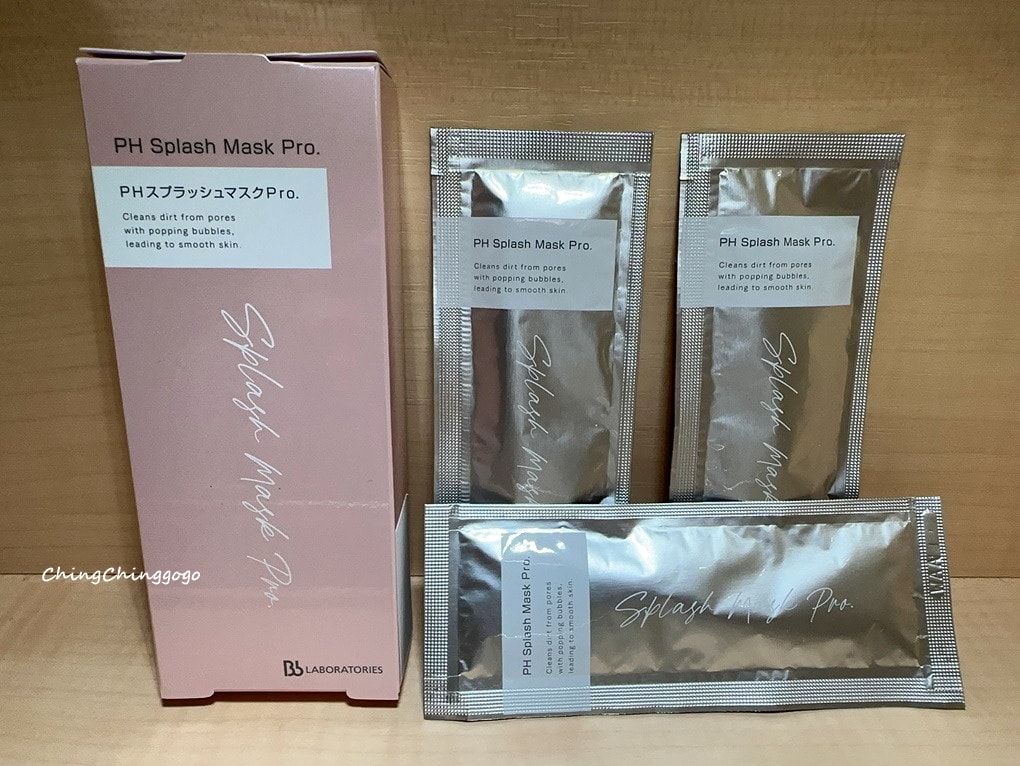 PH Splash Mask Pro.
PHスプラッシュマスクPro.
Cleans dirt from pores
with popping bubbles,
leading to smooth skin.
Splash Mask Pro.
Bb LABORATORIES
ChingChinggogo
PH Splash Mask Pro.
Cleans dirt from pores
with popping bubbles,
leading to smooth skin.
Splash Mask
PH Splash Mask Pro.
Cleans dirt from pores
with popping bubbles,
leading to smooth skin.
Splash Mask
PH Splash Mask Pro.
Cleans dirt from pores
with popping bubbles,
leading to smooth skin.
Splash Mask Pro.